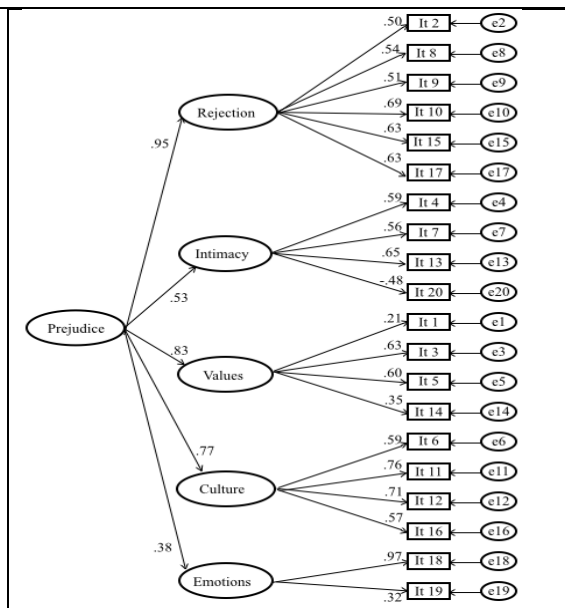 .50 It 2 e2
.54 It 8 e8
.51 It 9 e9
.69 It 10 e10
Rejection
.63 It 15 e15
.95
.63 It 17 e17
.59 It 4 e4
.56 It 7 e7
Intimacy
.65 It 13 e13
-.48 It 20 e20
.53
.21 It 1 e1
Prejudice
.83
.63 It 3 e3
Values
.60 It 5 e5
.35 It 14 e14
.59 It 6 e6
.77
.76 It 11 e11
Culture
.71 It 12 e12
.57 It 16 e16
.38
.97 It 18 e18
Emotions
.32 It 19 e19